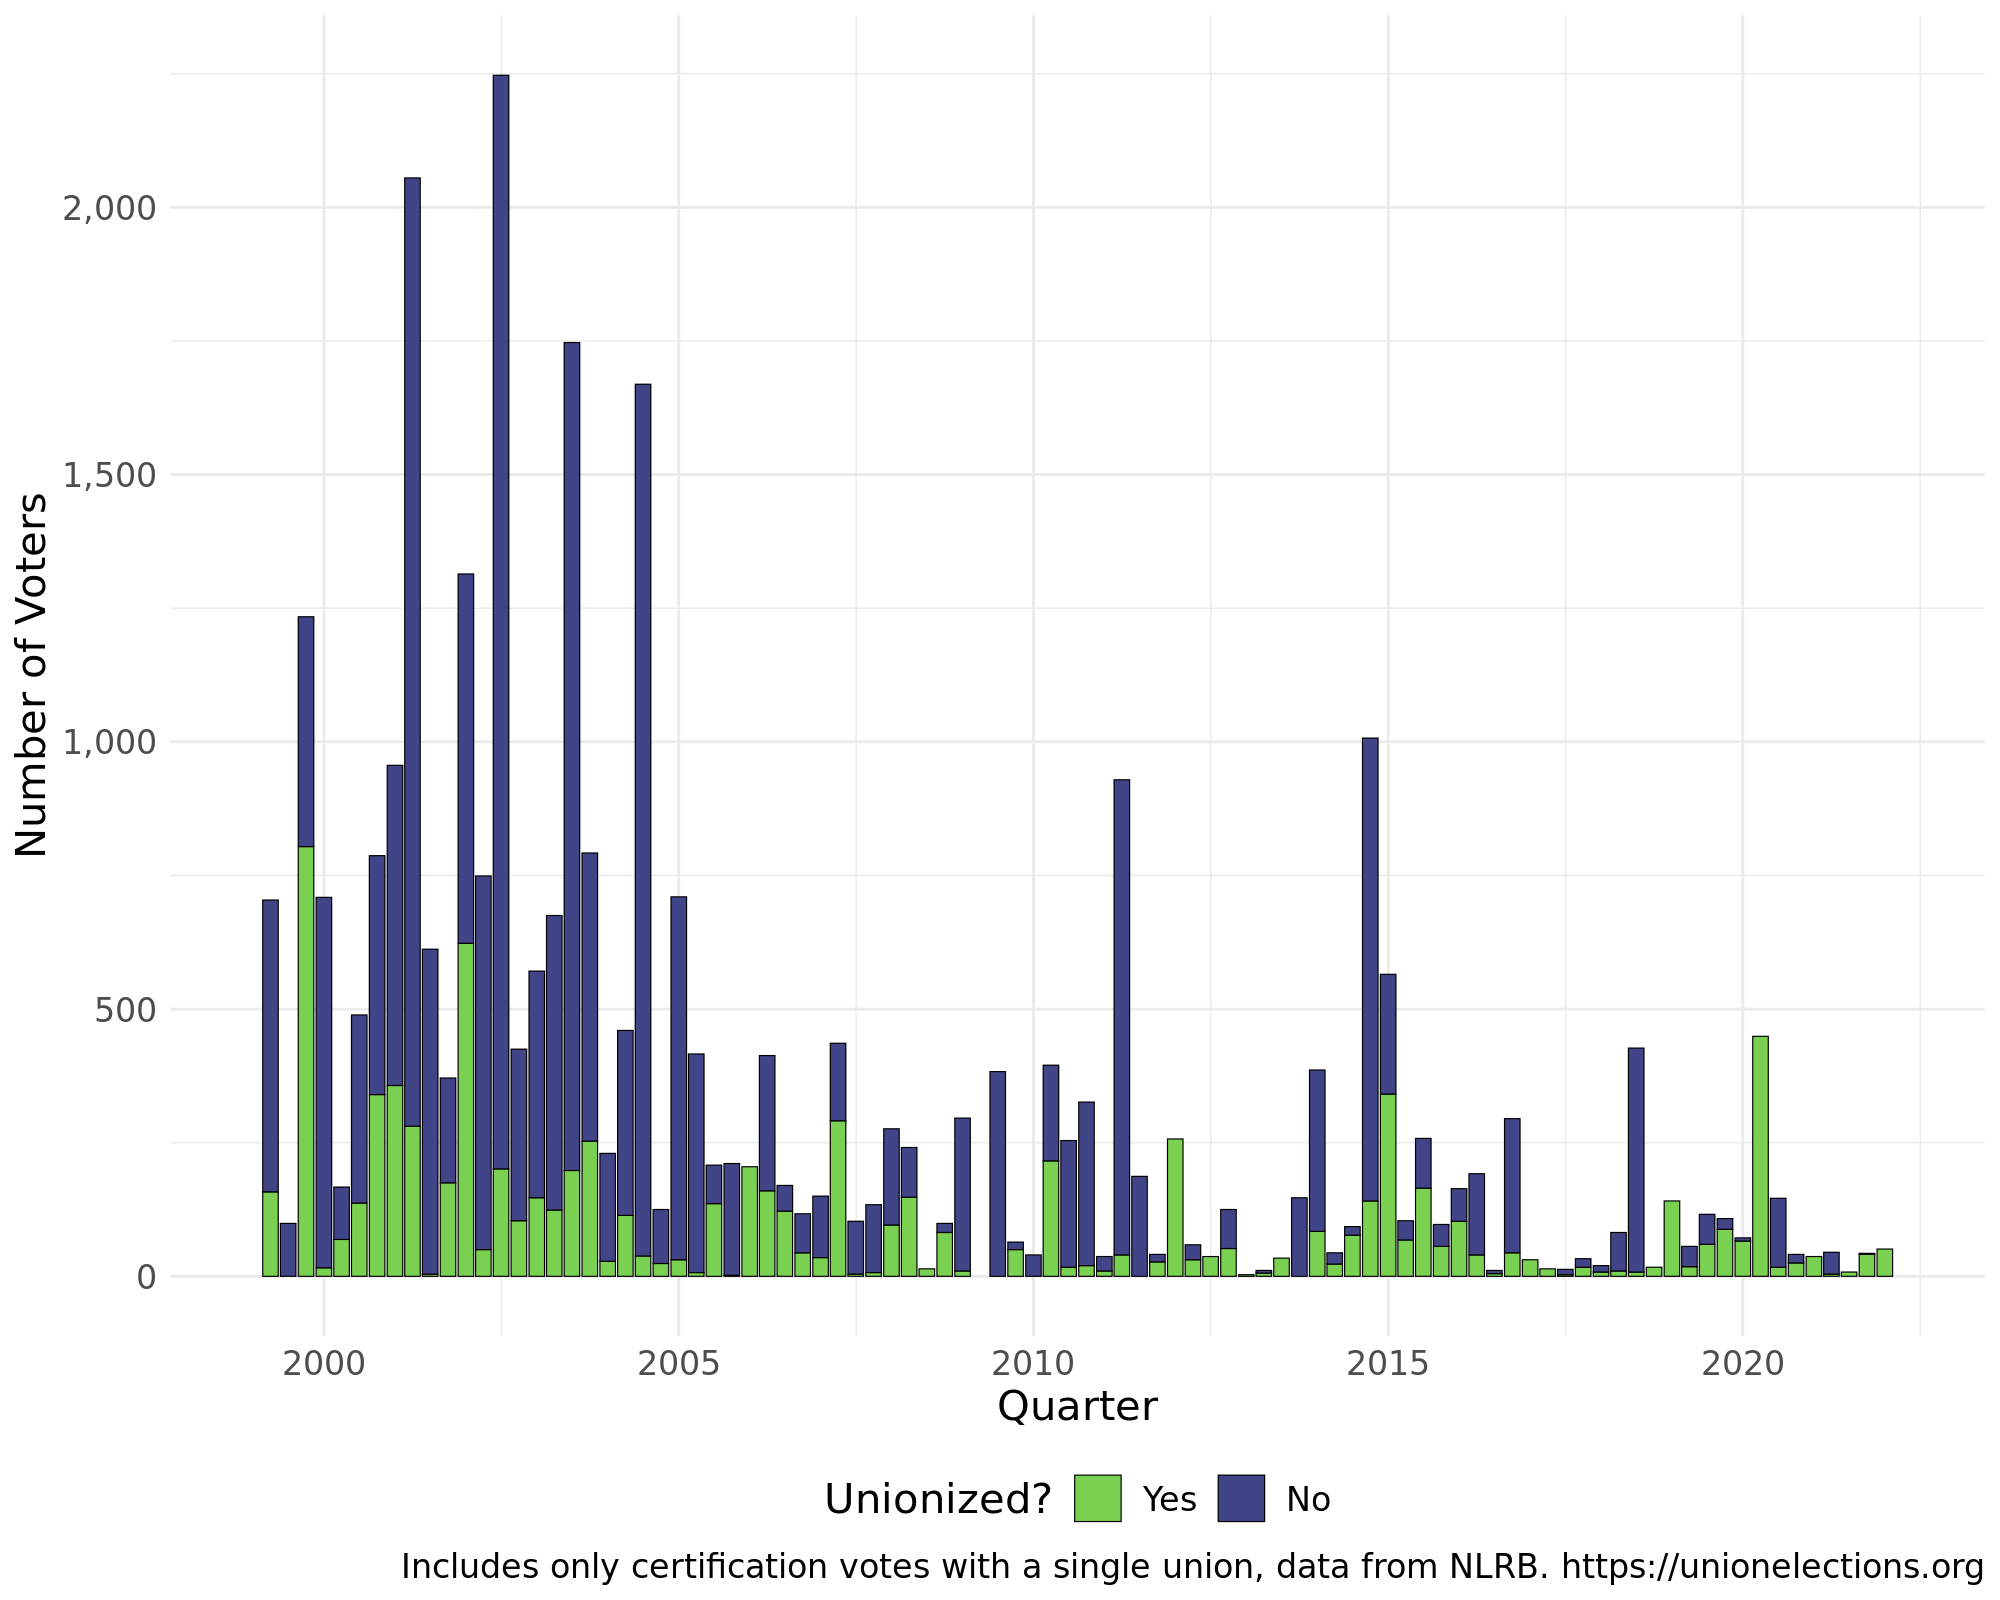 Number of Voters
2,000
1,500
1,000
500
0
2000 2005 2010 2015 2020
Quarter
Unionized? Yes No
Includes only certification votes with a single union, data from NLRB. https://unionelections.org